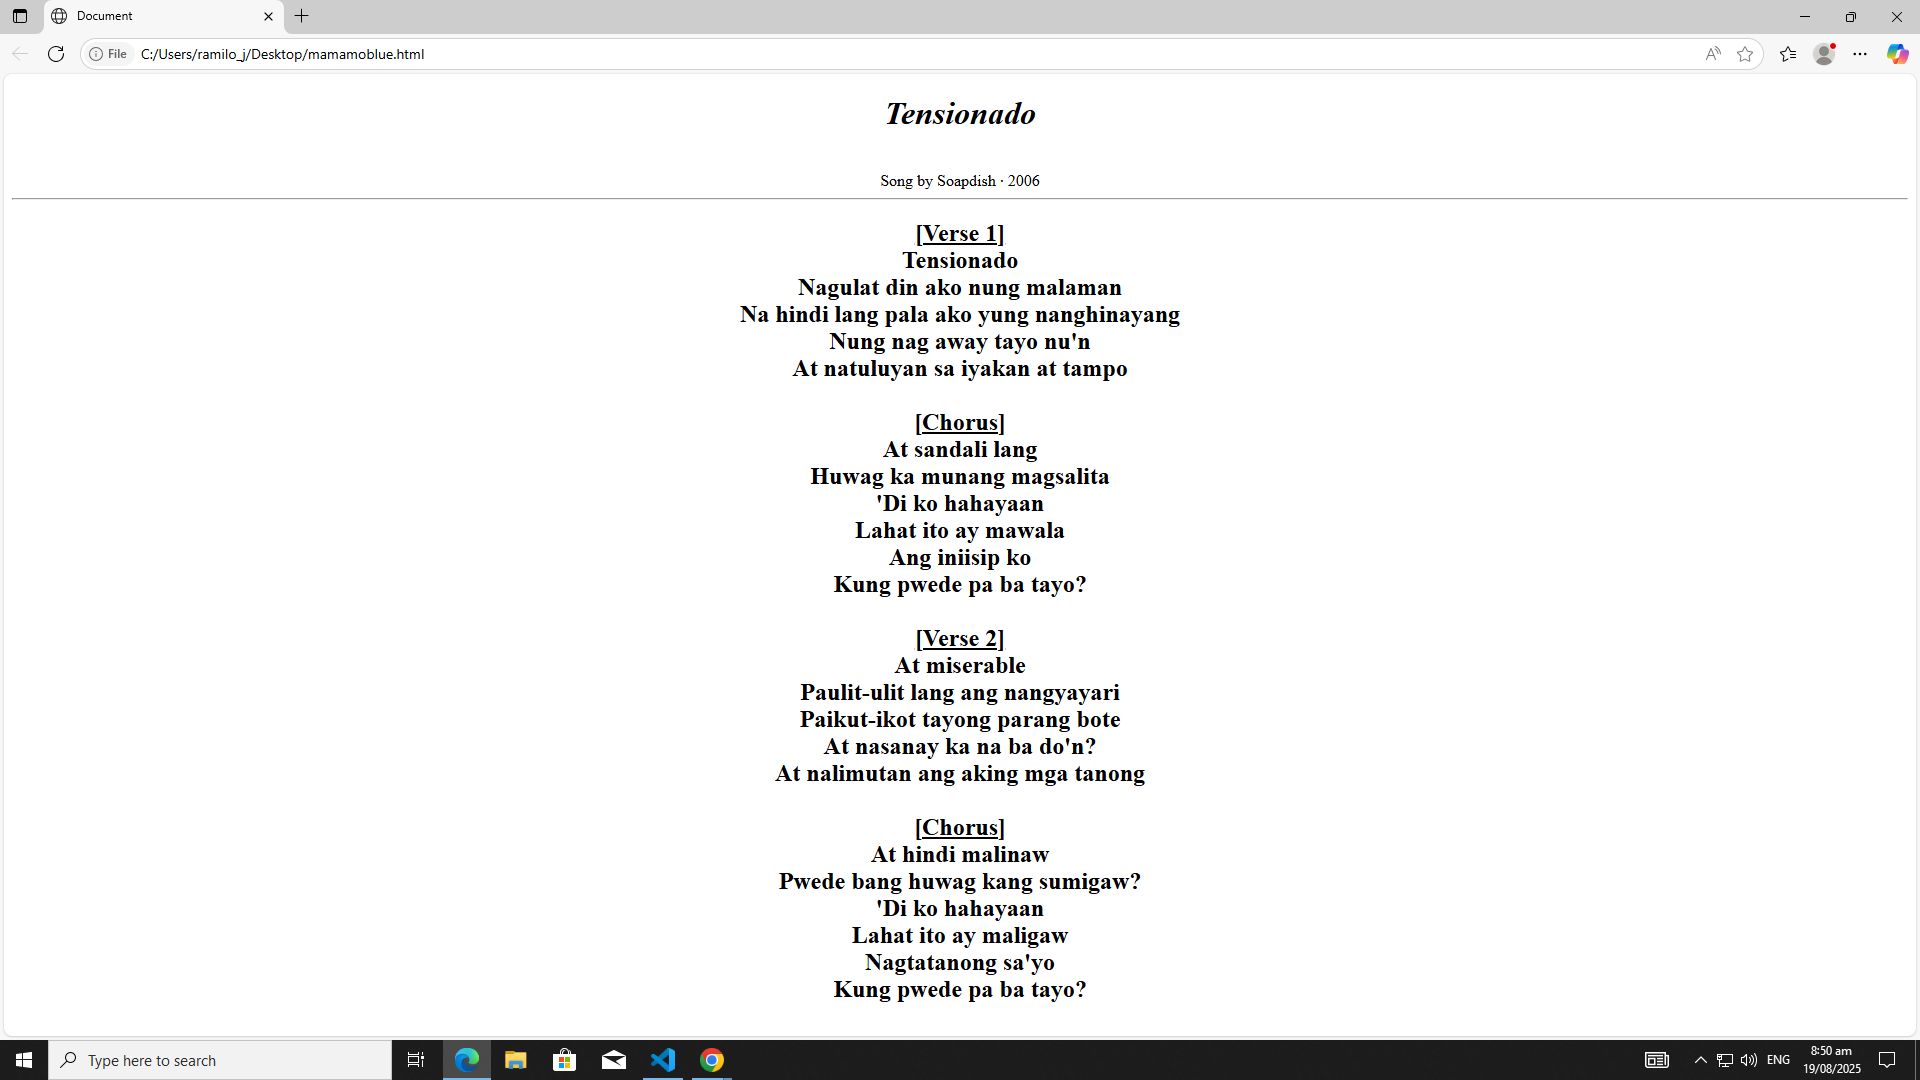 Document
File
C:/Users/ramilo_j/Desktop/mamamoblue.html
Tensionado
Song by Soapdish · 2006
[Verse 1]
Tensionado
Nagulat din ako nung malaman
Na hindi lang pala ako yung nanghinayang
Nung nag away tayo nu'n
At natuluyan sa iyakan at tampo
[Chorus]
At sandali lang
Huwag ka munang magsalita
'Di ko hahayaan
Lahat ito ay mawala
Ang iniisip ko
Kung pwede pa ba tayo?
[Verse 2]
At miserable
Paulit-ulit lang ang nangyayari
Paikut-ikot tayong parang bote
At nasanay ka na ba do'n?
At nalimutan ang aking mga tanong
[Chorus]
At hindi malinaw
Pwede bang huwag kang sumigaw?
'Di ko hahayaan
Lahat ito ay maligaw
Nagtatanong sa'yo
Kung pwede pa ba tayo?
Type here to search
ENG
8:50 am
19/08/2025